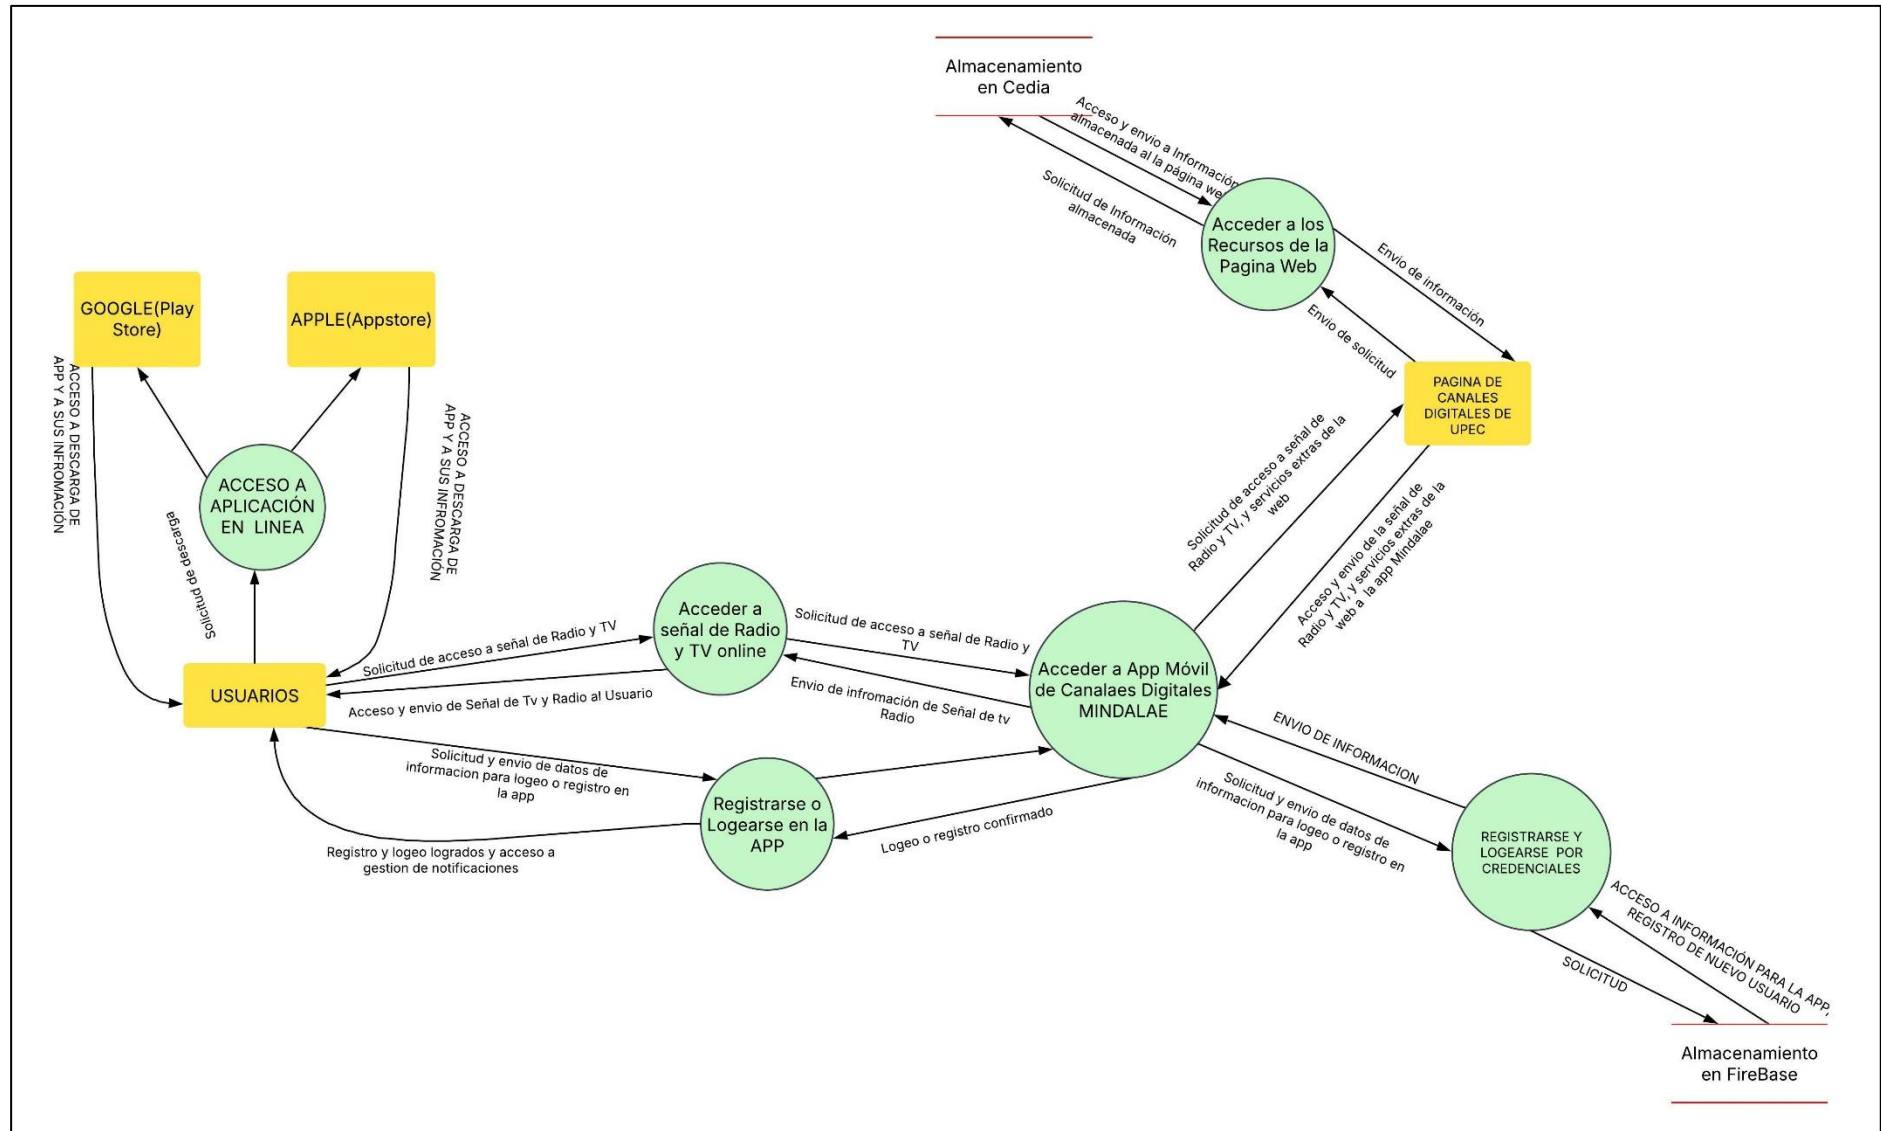 Almacenamiento
en Cedia
Acceso y envio a Información
almacenada al la página web
Solicitud de Información
almacenada
Acceder a los
Recursos de la
Pagina Web
Envio de información
Envio de solicitud
GOOGLE(Play
Store)
APPLE(Appstore)
PAGINA DE
CANALES
DIGITALES DE
UPEC
ACCESO A DESCARGA DE
APP Y A SUS INFROMACIÓN
ACCESO A DESCARGA DE
APP Y A SUS INFROMACIÓN
ACCESO A
APLICACIÓN
EN LINEA
Solicitud de descarga
Solicitud de acceso a señal de
Radio y TV, y servicios extras de la
web
Acceso y envio de la señal de
Radio y TV, y servicios extras de la
web a la app Mindalae
Acceder a
señal de Radio
y TV online
Solicitud de acceso a señal de Radio y TV
Solicitud de acceso a señal de Radio y
TV
USUARIOS
Acceso y envio de Señal de Tv y Radio al Usuario
Envio de infromación de Señal de tv
Radio
Acceder a App Móvil
de Canalaes Digitales
MINDALAE
Solicitud y envio de datos de
informacion para logeo o registro en
la app
Registrarse o
Logearse en la
APP
Logeo o registro confirmado
Registro y logeo logrados y acceso a
gestion de notificaciones
ENVIO DE INFORMACION
Solicitud y envio de datos de
informacion para logeo o registro en
la app
REGISTRARSE Y
LOGEARSE POR
CREDENCIALES
ACCESO A INFORMACIÓN PARA LA APP,
REGISTRO DE NUEVO USUARIO
SOLICITUD
Almacenamiento
en FireBase